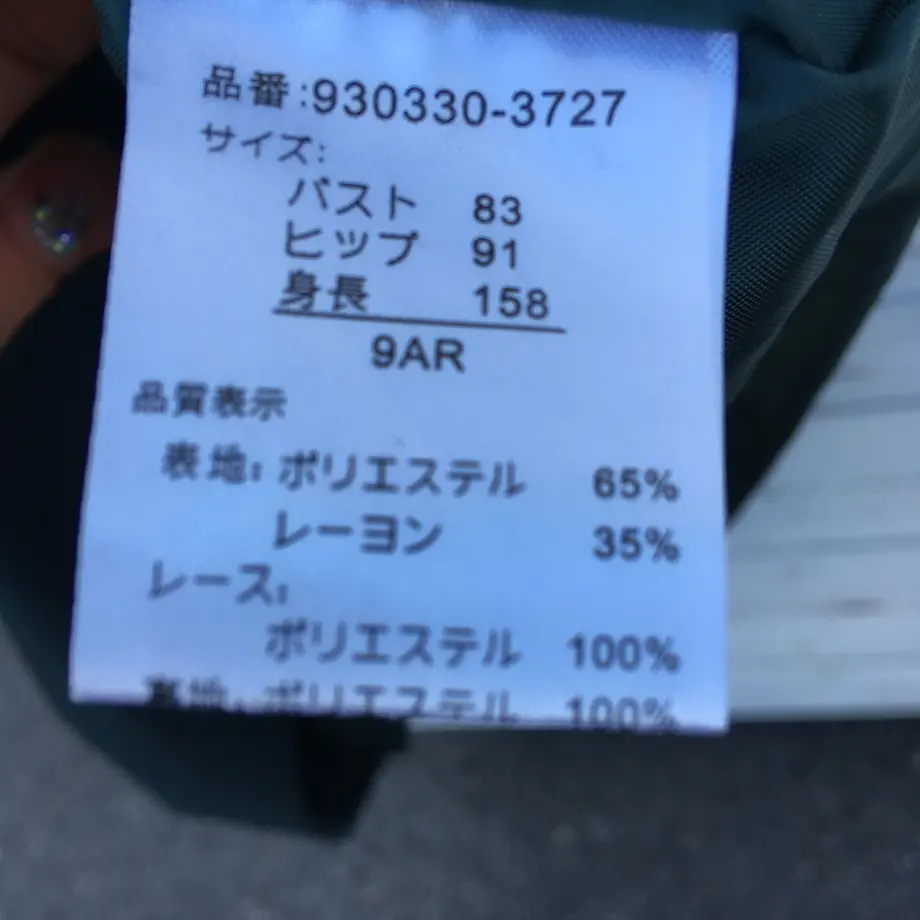 品番:930330-3727
サイズ:
バスト 83
ヒップ 91
身長 158
9AR
品質表示
表地: ポリエステル 65%
レーヨン 35%
レース:
ポリエステル 100%
裏地: ポリエステル 100%